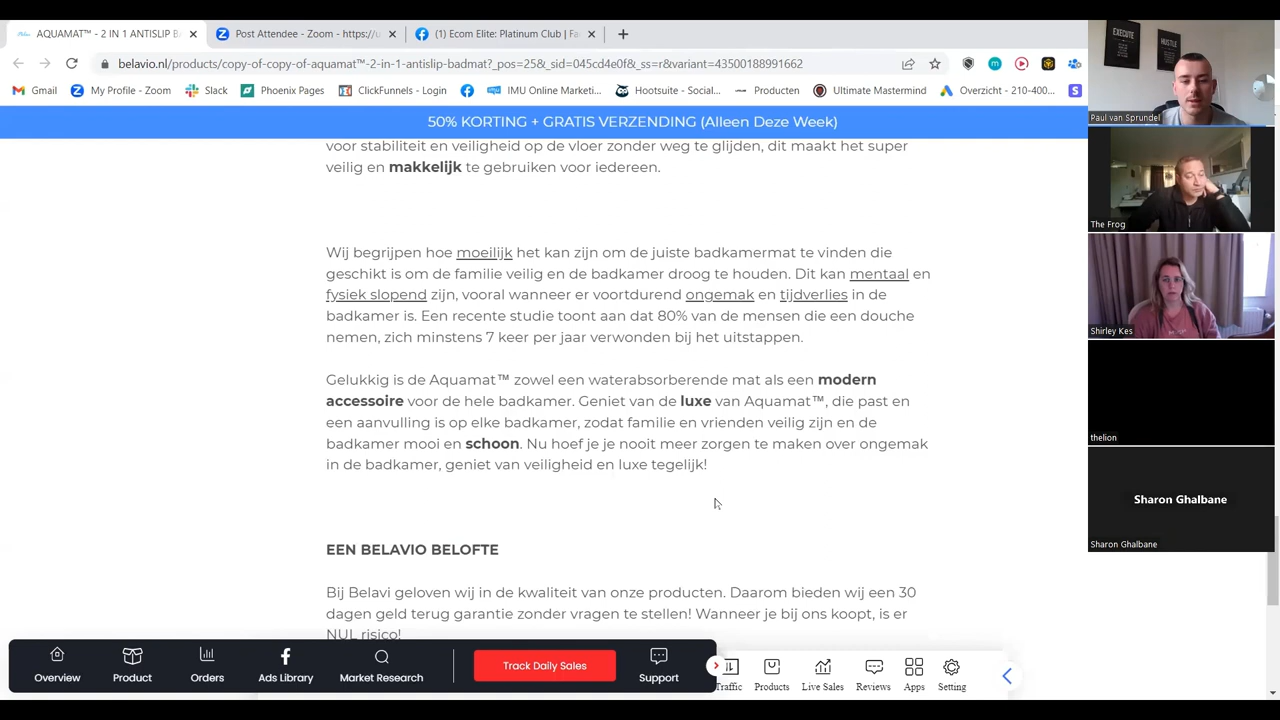 AQUAMAT™ - 2 IN 1 ANTISLIP B
Post Attendee - Zoom - https://u
(1) Ecom Elite: Platinum Club | Fa
belavio.nl/products/copy-of-copy-of-aquamat™-2-in-1-antislip-badmat?_pos=25&_sid=045cd4e0f&_ss=r&variant=43500188991662
Gmail
My Profile - Zoom
Slack
Phoenix Pages
ClickFunnels - Login
IMU Online Marketi...
Hootsuite - Social...
Producten
Ultimate Mastermind
Overzicht - 210-400...
50% KORTING + GRATIS VERZENDING (Alleen Deze Week)
voor stabiliteit en veiligheid op de vloer zonder weg te glijden, dit maakt het super
veilig en makkelijk te gebruiken voor iedereen.
Wij begrijpen hoe moeilijk het kan zijn om de juiste badkamermat te vinden die
geschikt is om de familie veilig en de badkamer droog te houden. Dit kan mentaal en
fysiek slopend zijn, vooral wanneer er voortdurend ongemak en tijdverlies in de
badkamer is. Een recente studie toont aan dat 80% van de mensen die een douche
nemen, zich minstens 7 keer per jaar verwonden bij het uitstappen.
Gelukkig is de Aquamat™ zowel een waterabsorberende mat als een modern
accessoire voor de hele badkamer. Geniet van de luxe van Aquamat™, die past en
een aanvulling is op elke badkamer, zodat familie en vrienden veilig zijn en de
badkamer mooi en schoon. Nu hoef je je nooit meer zorgen te maken over ongemak
in de badkamer, geniet van veiligheid en luxe tegelijk!
EEN BELAVIO BELOFTE
Bij Belavi geloven wij in de kwaliteit van onze producten. Daarom bieden wij een 30
dagen geld terug garantie zonder vragen te stellen! Wanneer je bij ons koopt, is er
NUL risico!
Overview
Product
Orders
Ads Library
Market Research
Track Daily Sales
Support
Traffic
Products
Live Sales
Reviews
Apps
Setting
EXECUTE
HUSTLE
Paul van Sprundel
The Frog
Shirley Kes
thelion
Sharon Ghalbane
Sharon Ghalbane